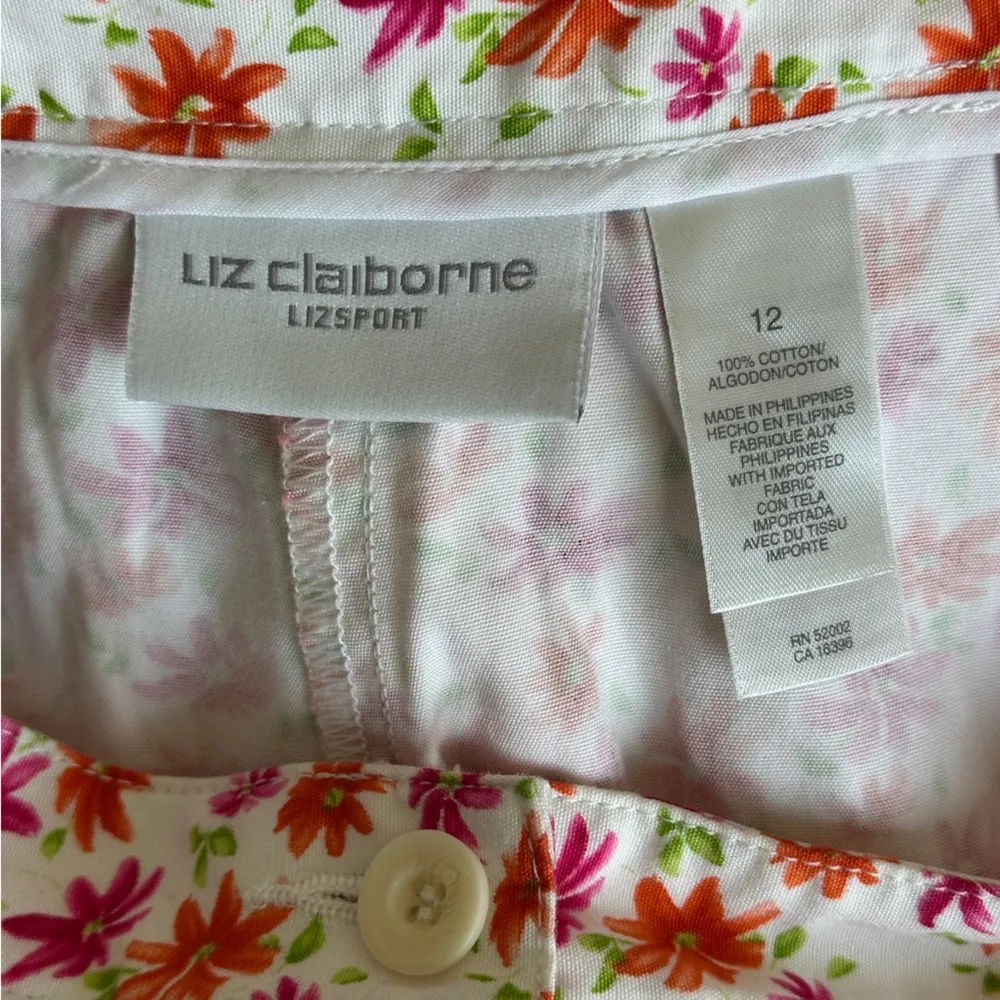 LIZ claiborne
LIZSPORT
12
100% COTTON/
ALGODON/COTON
MADE IN PHILIPPINES
HECHO EN FILIPINAS
FABRIQUE AUX
PHILIPPINES
WITH IMPORTED
FABRIC
CON TELA
IMPORTADA
AVEC DU TISSU
IMPORTE
RN 52002
CA 16396